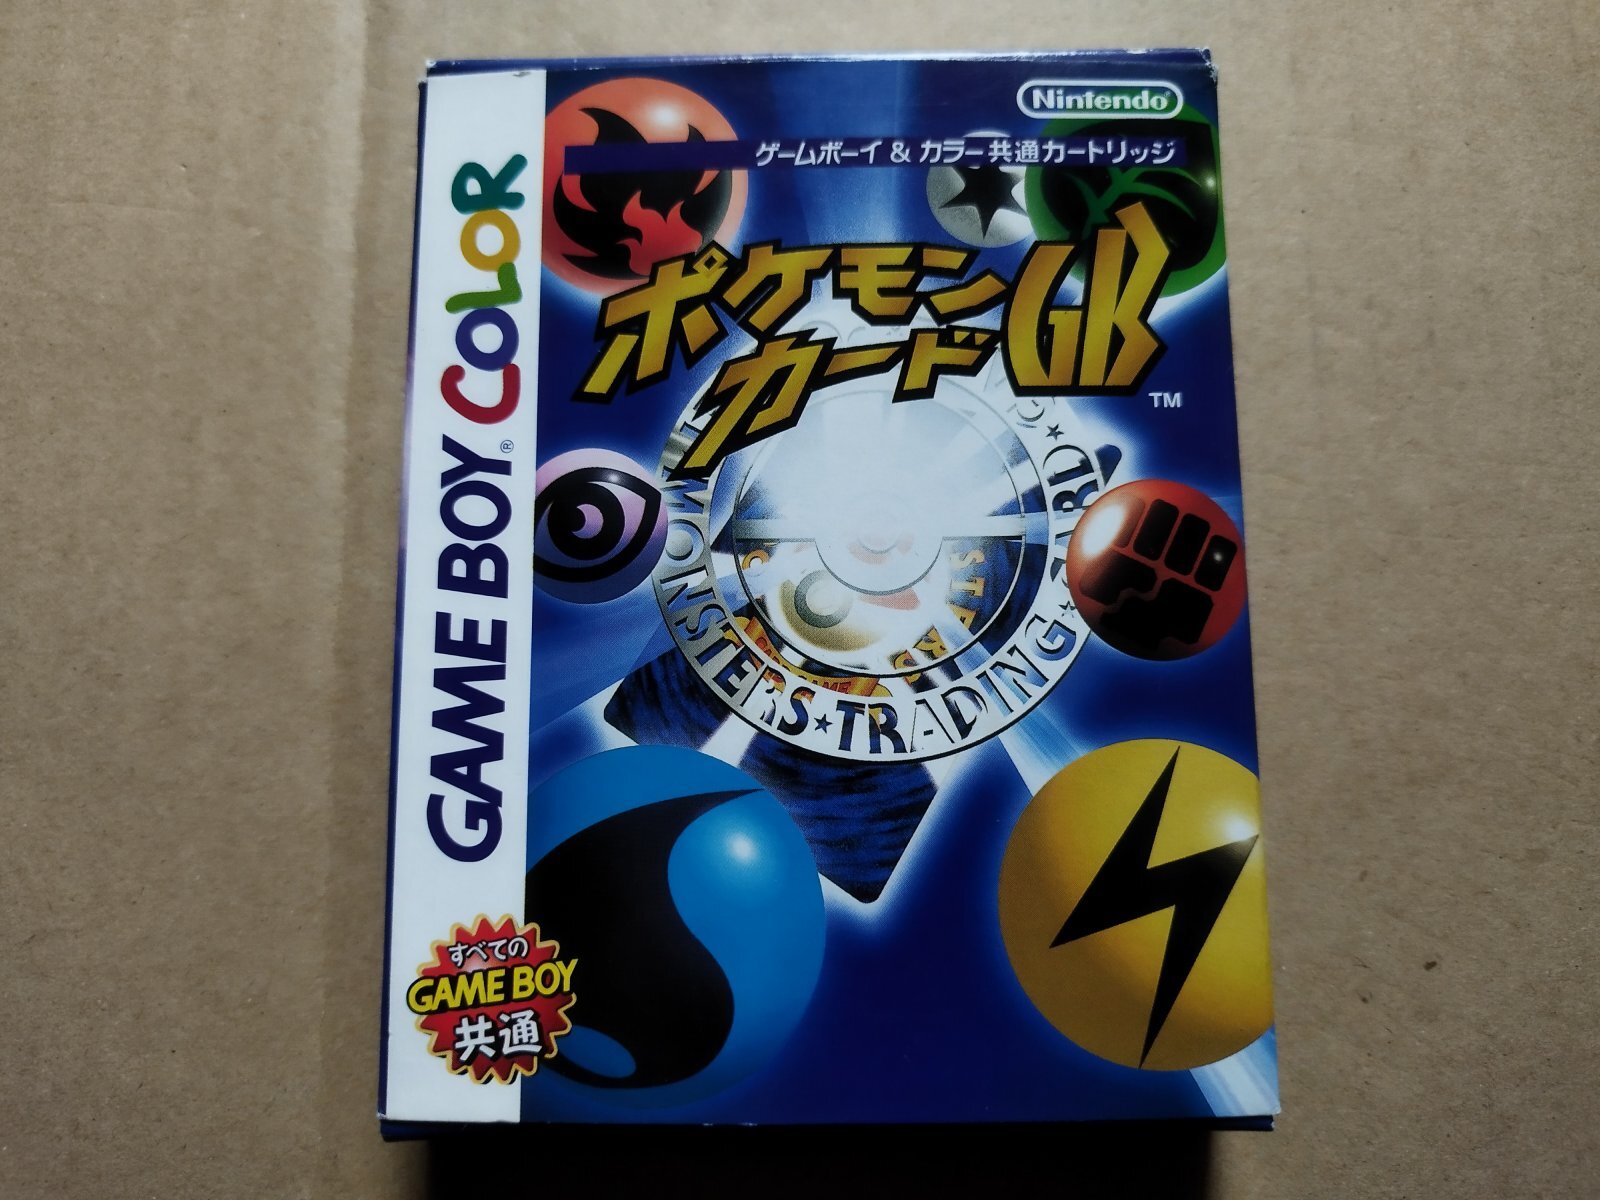 Nintendo®
ゲームボーイ & カラー共通カートリッジ
ポケモン
カードGB
TM
GAME BOY® COLOR
MONSTERS★TRADING★CARD★
STARS
GAME
すべての
GAME BOY
共通